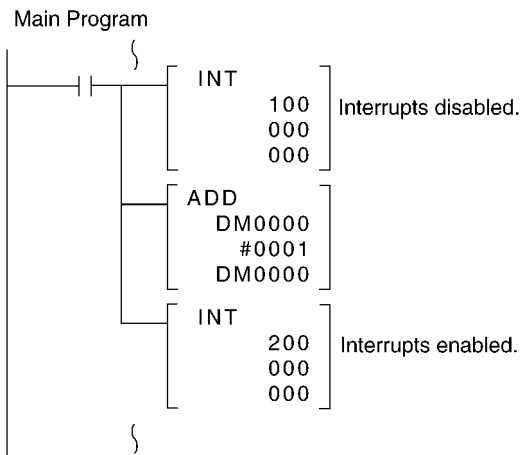 Main Program
INT
100
000
000
Interrupts disabled.
ADD
DM0000
#0001
DM0000
INT
200
000
000
Interrupts enabled.